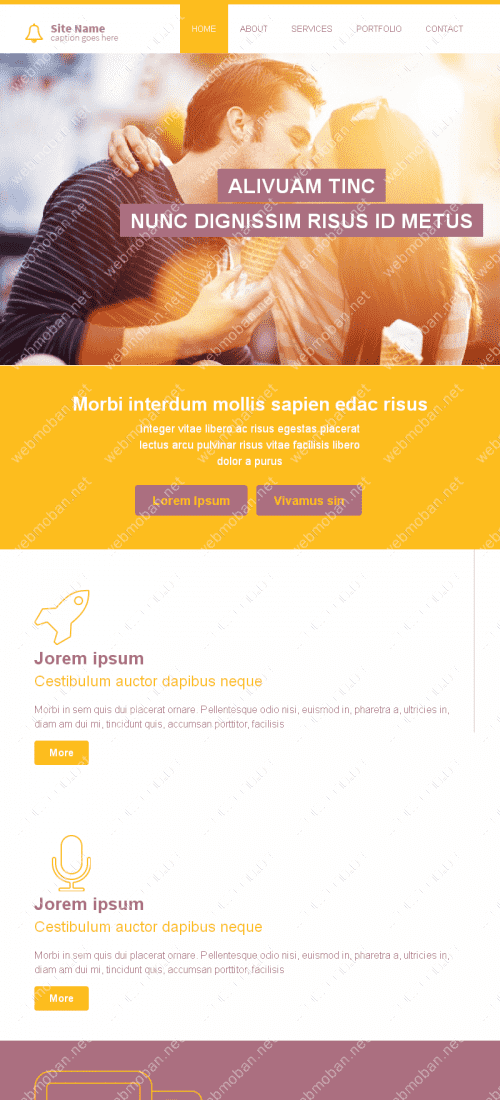 Site Name
caption goes here
HOME ABOUT SERVICES PORTFOLIO CONTACT
ALIVUAM TINC
NUNC DIGNISSIM RISUS ID METUS
Morbi interdum mollis sapien edac risus
Integer vitae libero ac risus egestas placerat
lectus arcu pulvinar risus vitae facilisis libero
dolor a purus
Lorem Ipsum Vivamus sin
Jorem ipsum
Cestibulum auctor dapibus neque
Morbi in sem quis dui placerat ornare. Pellentesque odio nisi, euismod in, pharetra a, ultricies in,
diam am dui mi, tincidunt quis, accumsan porttitor, facilisis
More
Jorem ipsum
Cestibulum auctor dapibus neque
Morbi in sem quis dui placerat ornare. Pellentesque odio nisi, euismod in, pharetra a, ultricies in,
diam am dui mi, tincidunt quis, accumsan porttitor, facilisis
More
webmoban.net